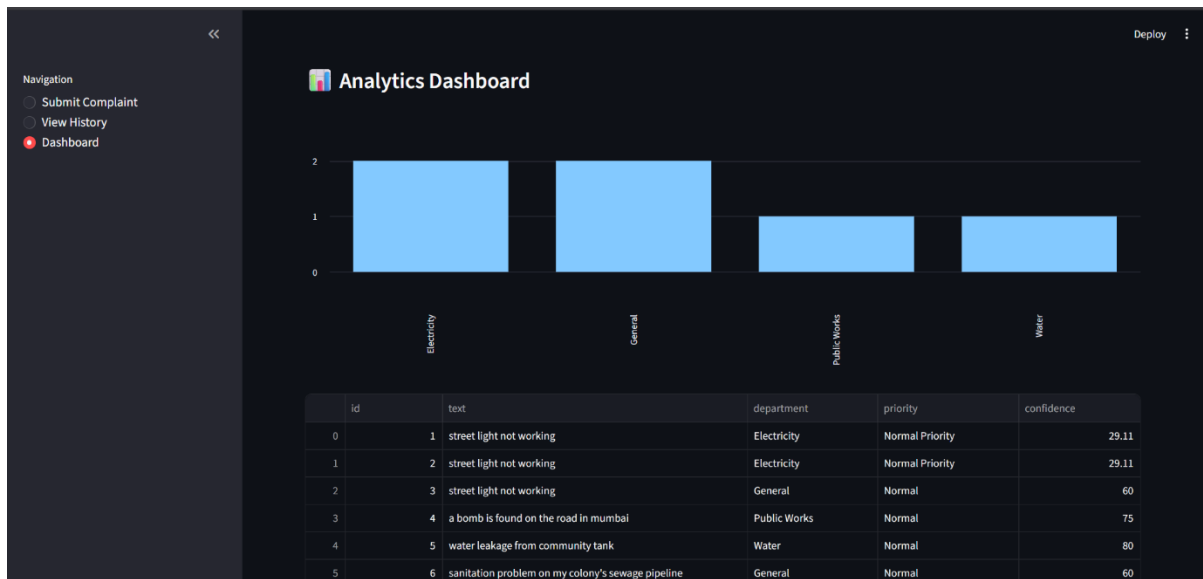 Deploy
Navigation
Submit Complaint
View History
Dashboard
Analytics Dashboard
2
1
0
Electricity
General
Public Works
Water
id text department priority confidence
0 1 street light not working Electricity Normal Priority 29.11
1 2 street light not working Electricity Normal Priority 29.11
2 3 street light not working General Normal 60
3 4 a bomb is found on the road in mumbai Public Works Normal 75
4 5 water leakage from community tank Water Normal 80
5 6 sanitation problem on my colony's sewage pipeline General Normal 60